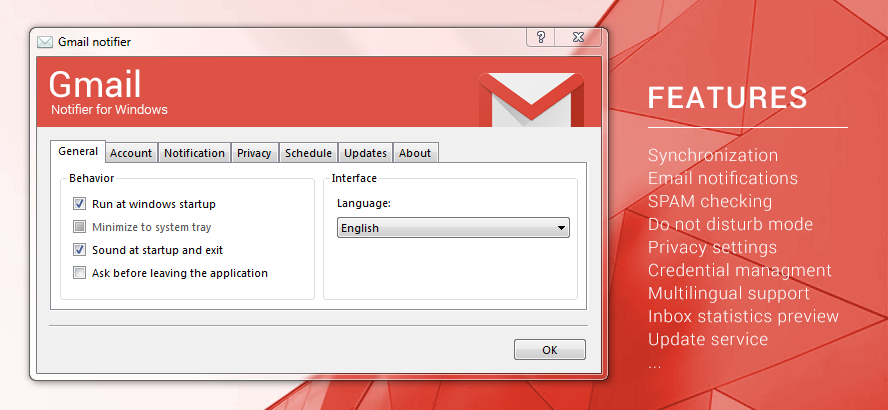 Gmail notifier
?
Gmail
Notifier for Windows
General Account Notification Privacy Schedule Updates About
Behavior
Run at windows startup
Minimize to system tray
Sound at startup and exit
Ask before leaving the application
Interface
Language:
English
OK
FEATURES
Synchronization
Email notifications
SPAM checking
Do not disturb mode
Privacy settings
Credential managment
Multilingual support
Inbox statistics preview
Update service
...